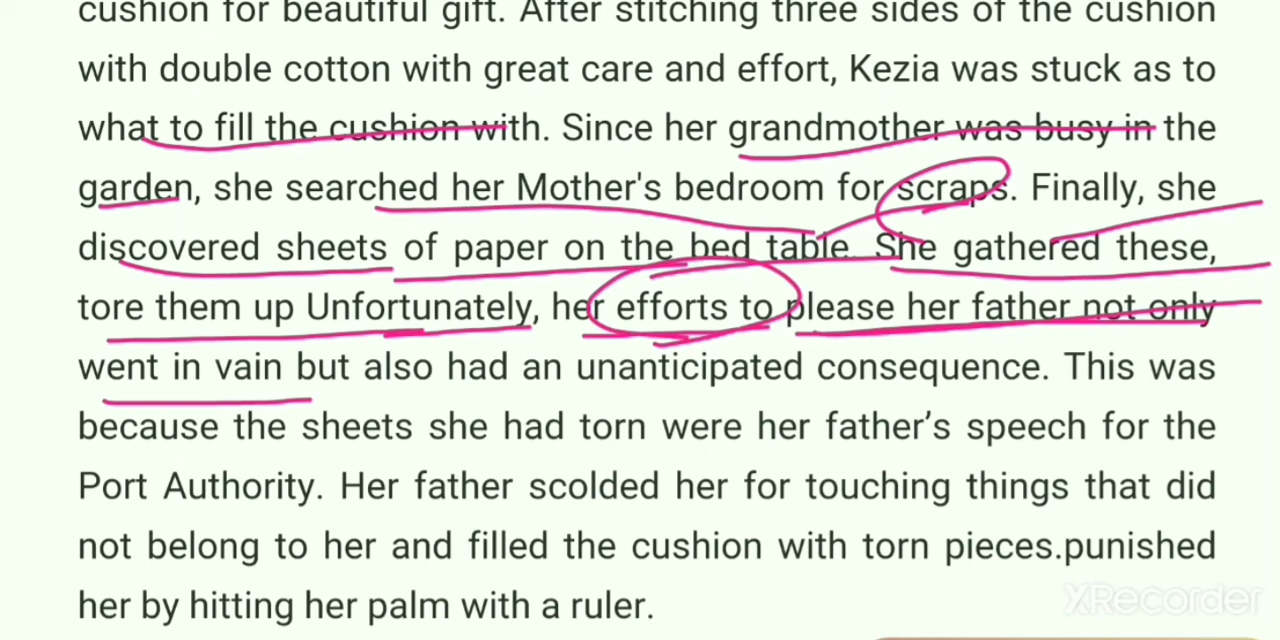 cushion for beautiful gift. After stitching three sides of the cushion
with double cotton with great care and effort, Kezia was stuck as to
what to fill the cushion with. Since her grandmother was busy in the
garden, she searched her Mother's bedroom for scraps. Finally, she
discovered sheets of paper on the bed table. She gathered these,
tore them up Unfortunately, her efforts to please her father not only
went in vain but also had an unanticipated consequence. This was
because the sheets she had torn were her father’s speech for the
Port Authority. Her father scolded her for touching things that did
not belong to her and filled the cushion with torn pieces.punished
her by hitting her palm with a ruler.
XRecorder